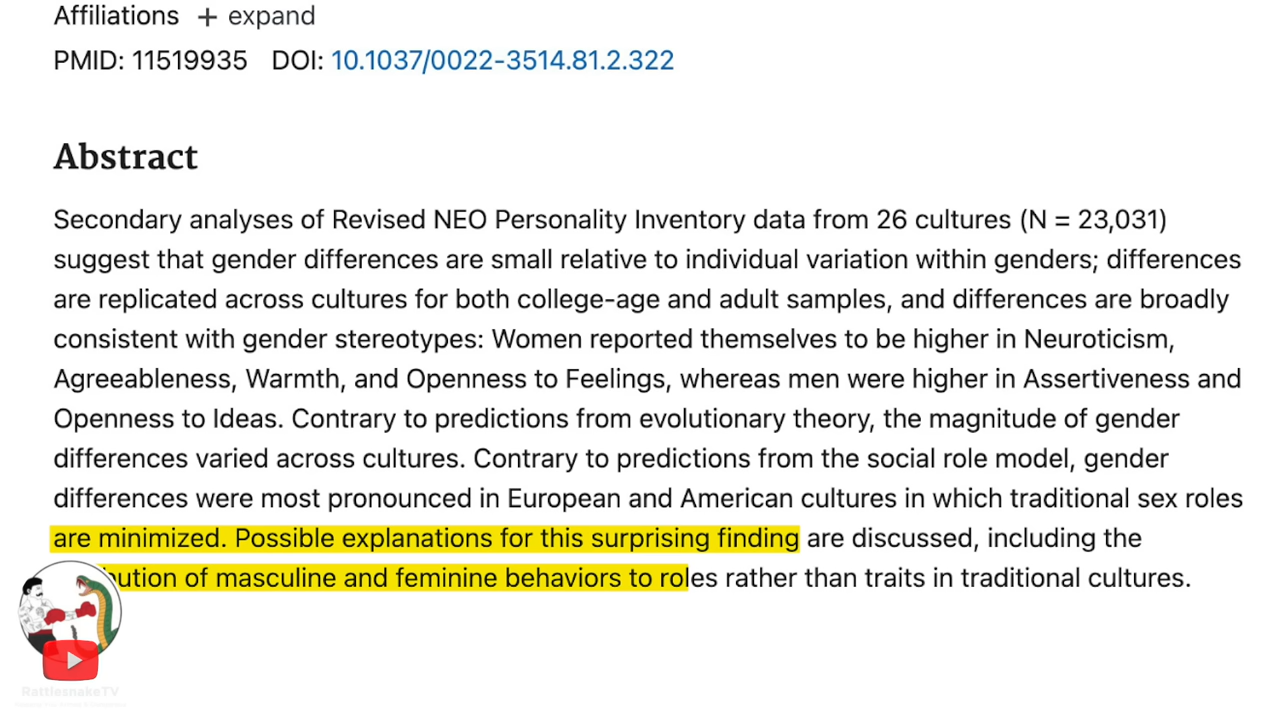 Affiliations + expand
PMID: 11519935 DOI: 10.1037/0022-3514.81.2.322
Abstract
Secondary analyses of Revised NEO Personality Inventory data from 26 cultures (N = 23,031)
suggest that gender differences are small relative to individual variation within genders; differences
are replicated across cultures for both college-age and adult samples, and differences are broadly
consistent with gender stereotypes: Women reported themselves to be higher in Neuroticism,
Agreeableness, Warmth, and Openness to Feelings, whereas men were higher in Assertiveness and
Openness to Ideas. Contrary to predictions from evolutionary theory, the magnitude of gender
differences varied across cultures. Contrary to predictions from the social role model, gender
differences were most pronounced in European and American cultures in which traditional sex roles
are minimized. Possible explanations for this surprising finding are discussed, including the
bution of masculine and feminine behaviors to roles rather than traits in traditional cultures.
RattlesnakeTV